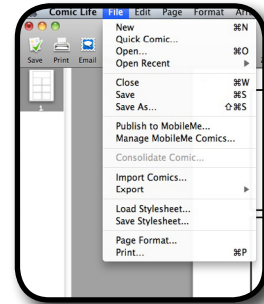 Comic Life File Edit Page Format
Save Print Email
1
New ⌘N
Quick Comic...
Open... ⌘O
Open Recent ▶
Close ⌘W
Save ⌘S
Save As... ⇧⌘S
Publish to MobileMe...
Manage MobileMe Comics...
Consolidate Comic...
Import Comics...
Export ▶
Load Stylesheet...
Save Stylesheet...
Page Format...
Print... ⌘P